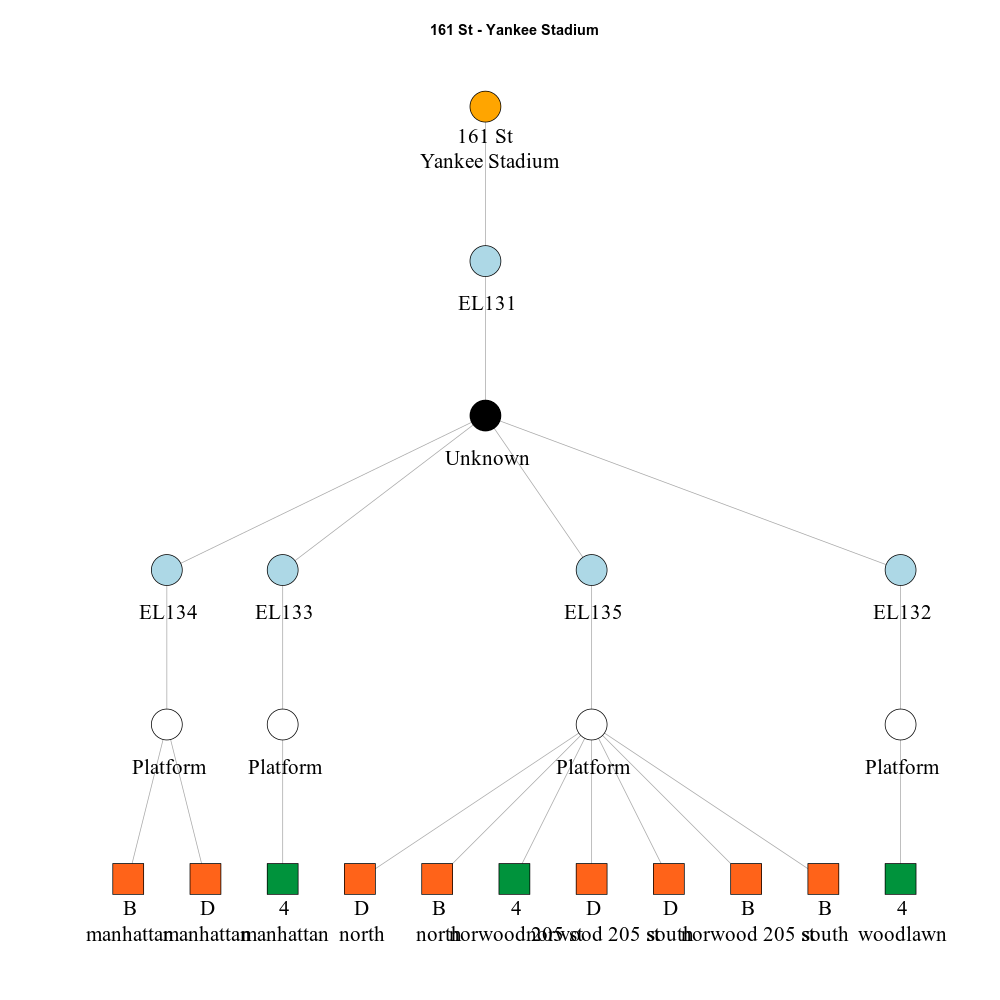 161 St - Yankee Stadium
161 St
Yankee Stadium
EL131
Unknown
EL134 EL133 EL135 EL132
Platform Platform Platform Platform
B D 4 D B 4 D D B B 4
manhattan manhattan manhattan north north norwood 205 st norwood 205 st south norwood 205 st south woodlawn